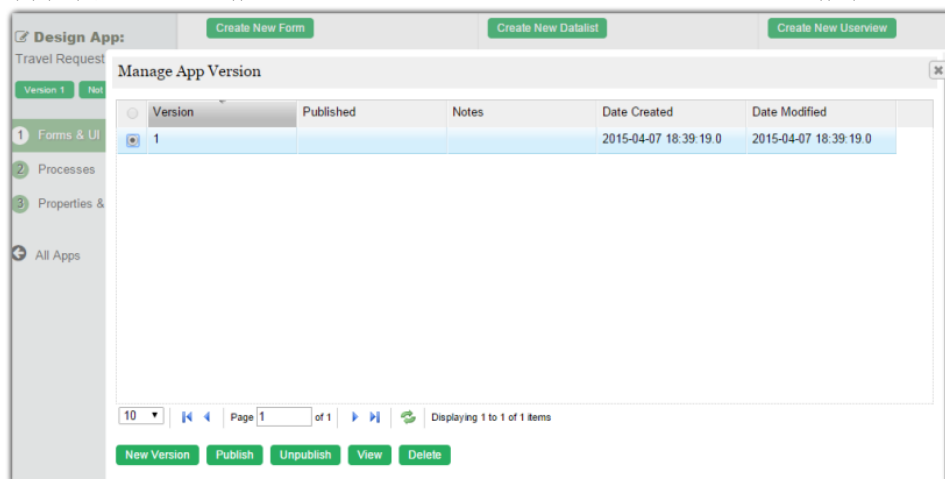 Create New Form
Create New Datalist
Create New Userview
Design App:
Travel Request
Version 1
Not
1 Forms & UI
2 Processes
3 Properties &
All Apps
Manage App Version
Version Published Notes Date Created Date Modified
1 2015-04-07 18:39:19.0 2015-04-07 18:39:19.0
10 Page 1 of 1 Displaying 1 to 1 of 1 items
New Version Publish Unpublish View Delete